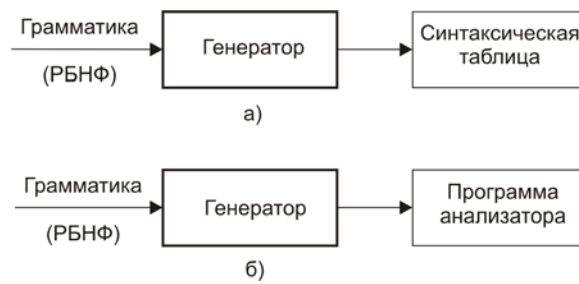 Грамматика
(РБНФ)
Генератор
Синтаксическая
таблица
а)
Грамматика
(РБНФ)
Генератор
Программа
анализатора
б)